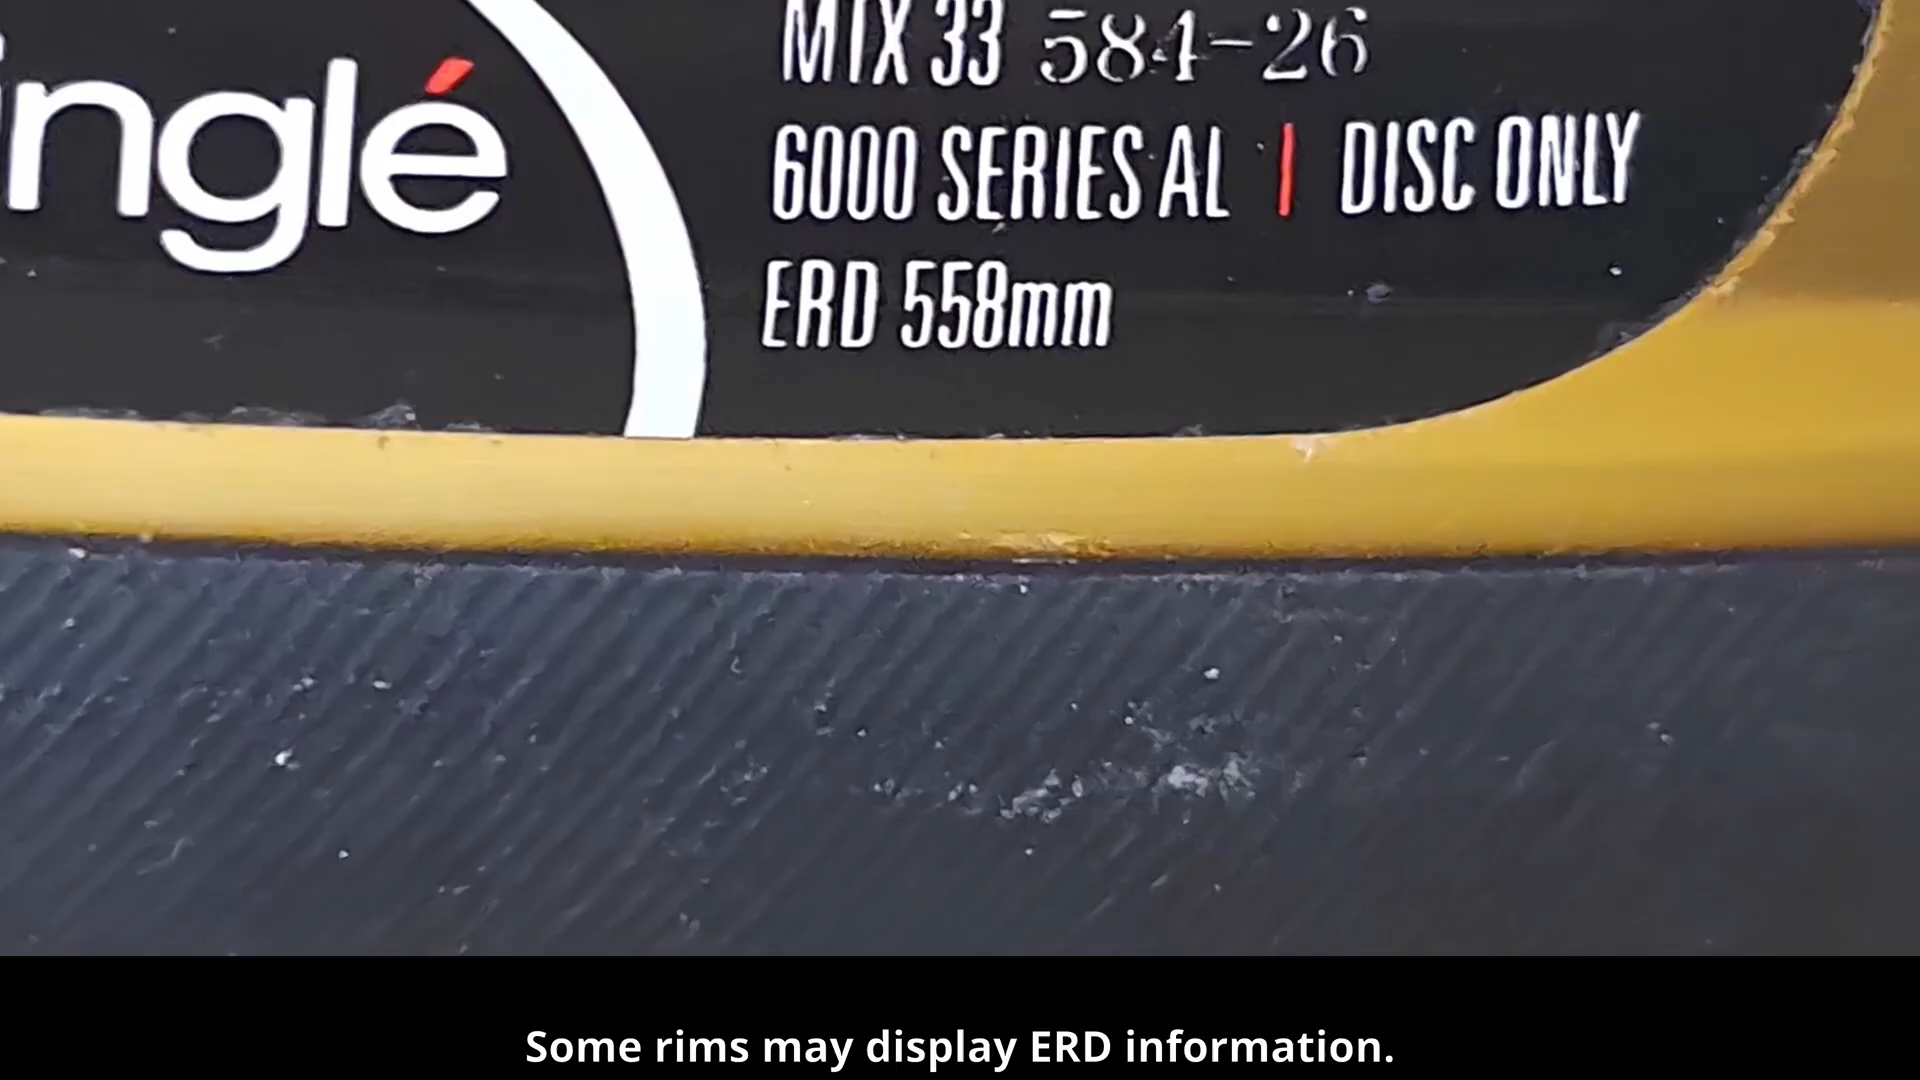 inglé
MTX 33 584-26
6000 SERIES AL | DISC ONLY
ERD 558mm
Some rims may display ERD information.